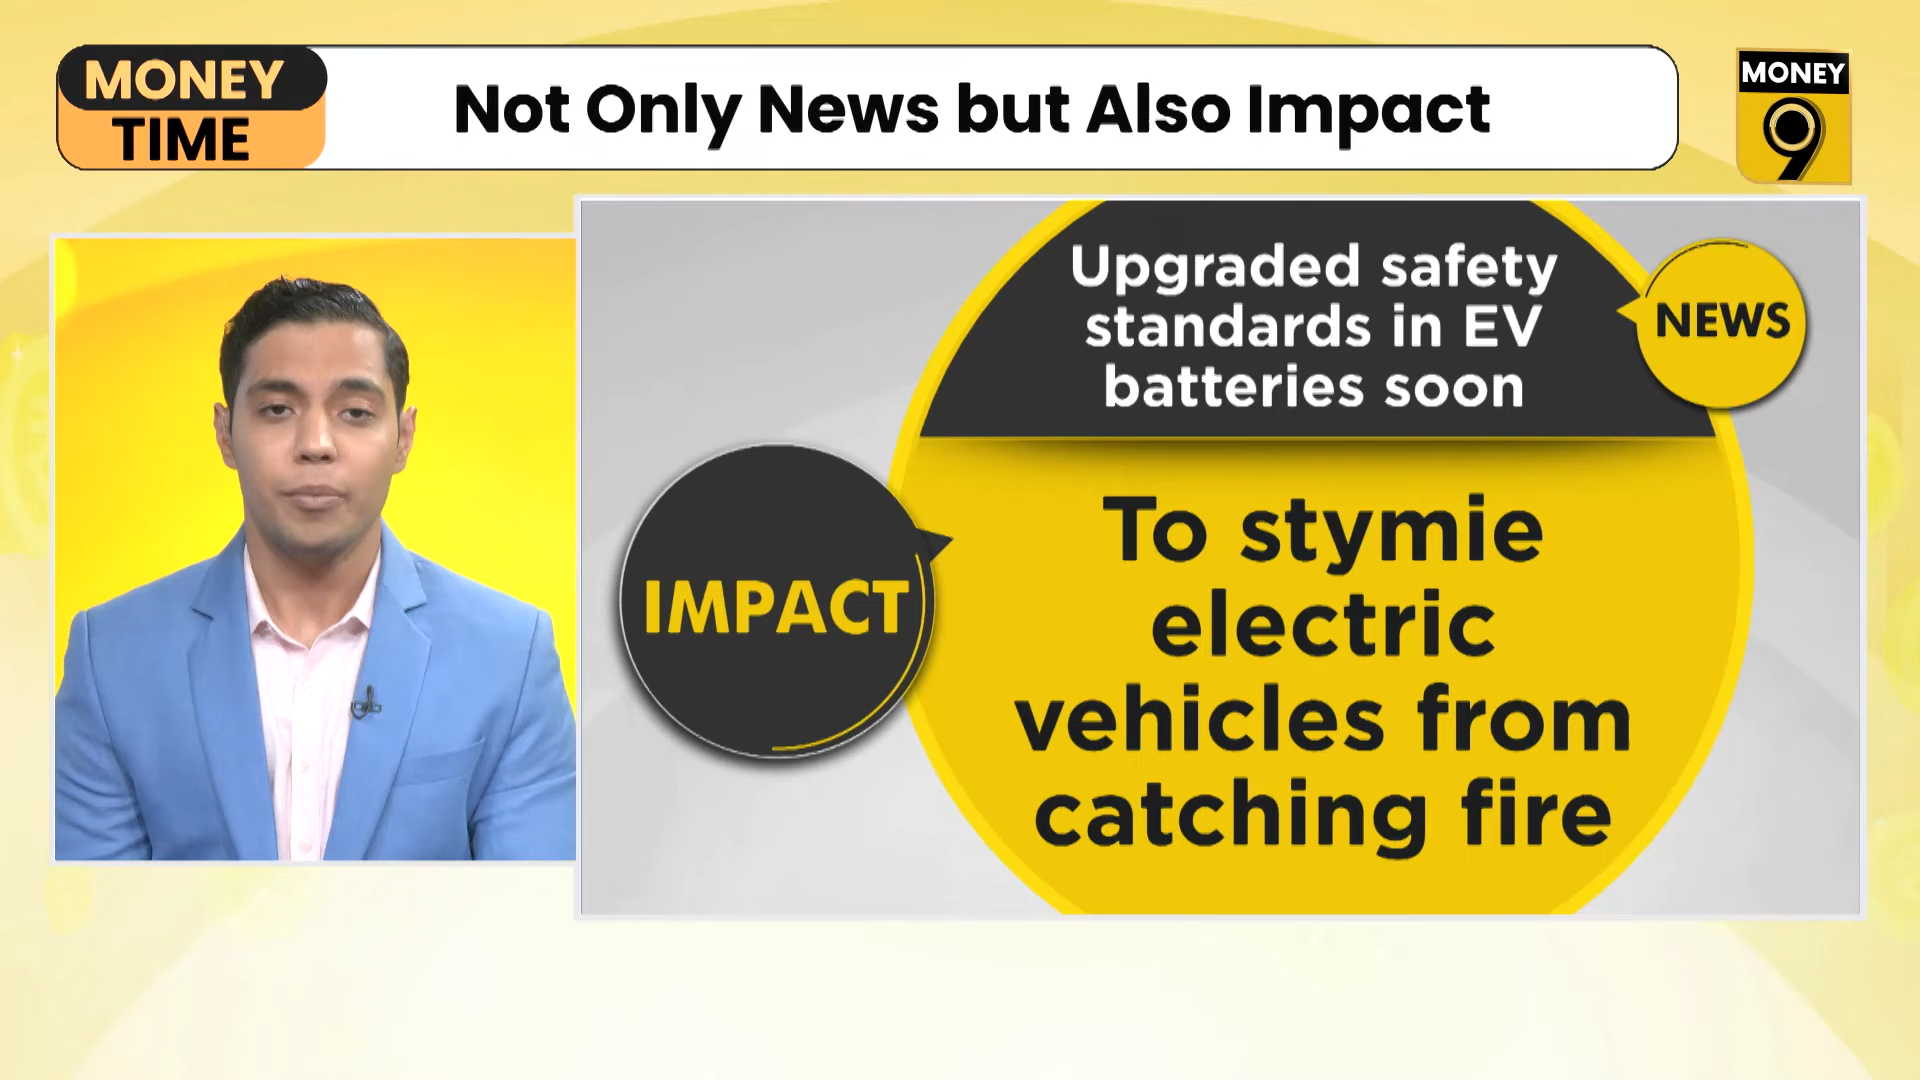 MONEY
TIME
Not Only News but Also Impact
MONEY
9
Upgraded safety
standards in EV
batteries soon
NEWS
IMPACT
To stymie
electric
vehicles from
catching fire